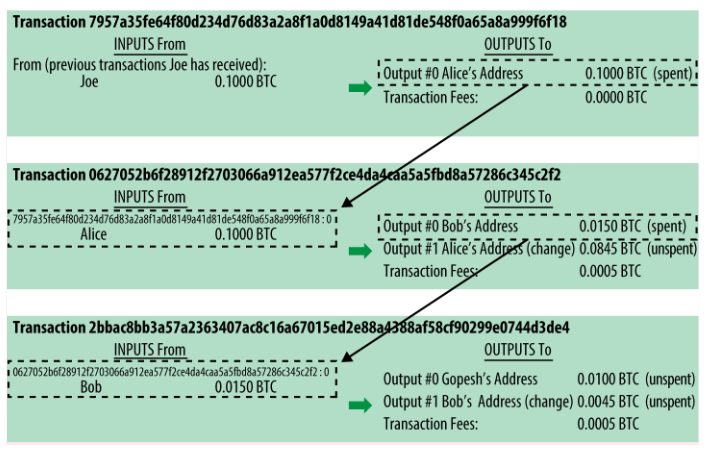 Transaction 7957a35fe64f80d234d76d83a2a8f1a0d8149a41d81de548f0a65a8a999f6f18
INPUTS From OUTPUTS To
From (previous transactions Joe has received):
Joe 0.1000 BTC
Output #0 Alice's Address 0.1000 BTC (spent)
Transaction Fees: 0.0000 BTC
Transaction 0627052b6f28912f2703066a912ea577f2ce4da4caa5a5fbd8a57286c345c2f2
INPUTS From OUTPUTS To
7957a35fe64f80d234d76d83a2a8f1a0d8149a41d81de548f0a65a8a999f6f18 : 0
Alice 0.1000 BTC
Output #0 Bob's Address 0.0150 BTC (spent)
Output #1 Alice's Address (change) 0.0845 BTC (unspent)
Transaction Fees: 0.0005 BTC
Transaction 2bbac8bb3a57a2363407ac8c16a67015ed2e88a4388af58cf90299e0744d3de4
INPUTS From OUTPUTS To
0627052b6f28912f2703066a912ea577f2ce4da4caa5a5fbd8a57286c345c2f2 : 0
Bob 0.0150 BTC
Output #0 Gopesh's Address 0.0100 BTC (unspent)
Output #1 Bob's Address (change) 0.0045 BTC (unspent)
Transaction Fees: 0.0005 BTC